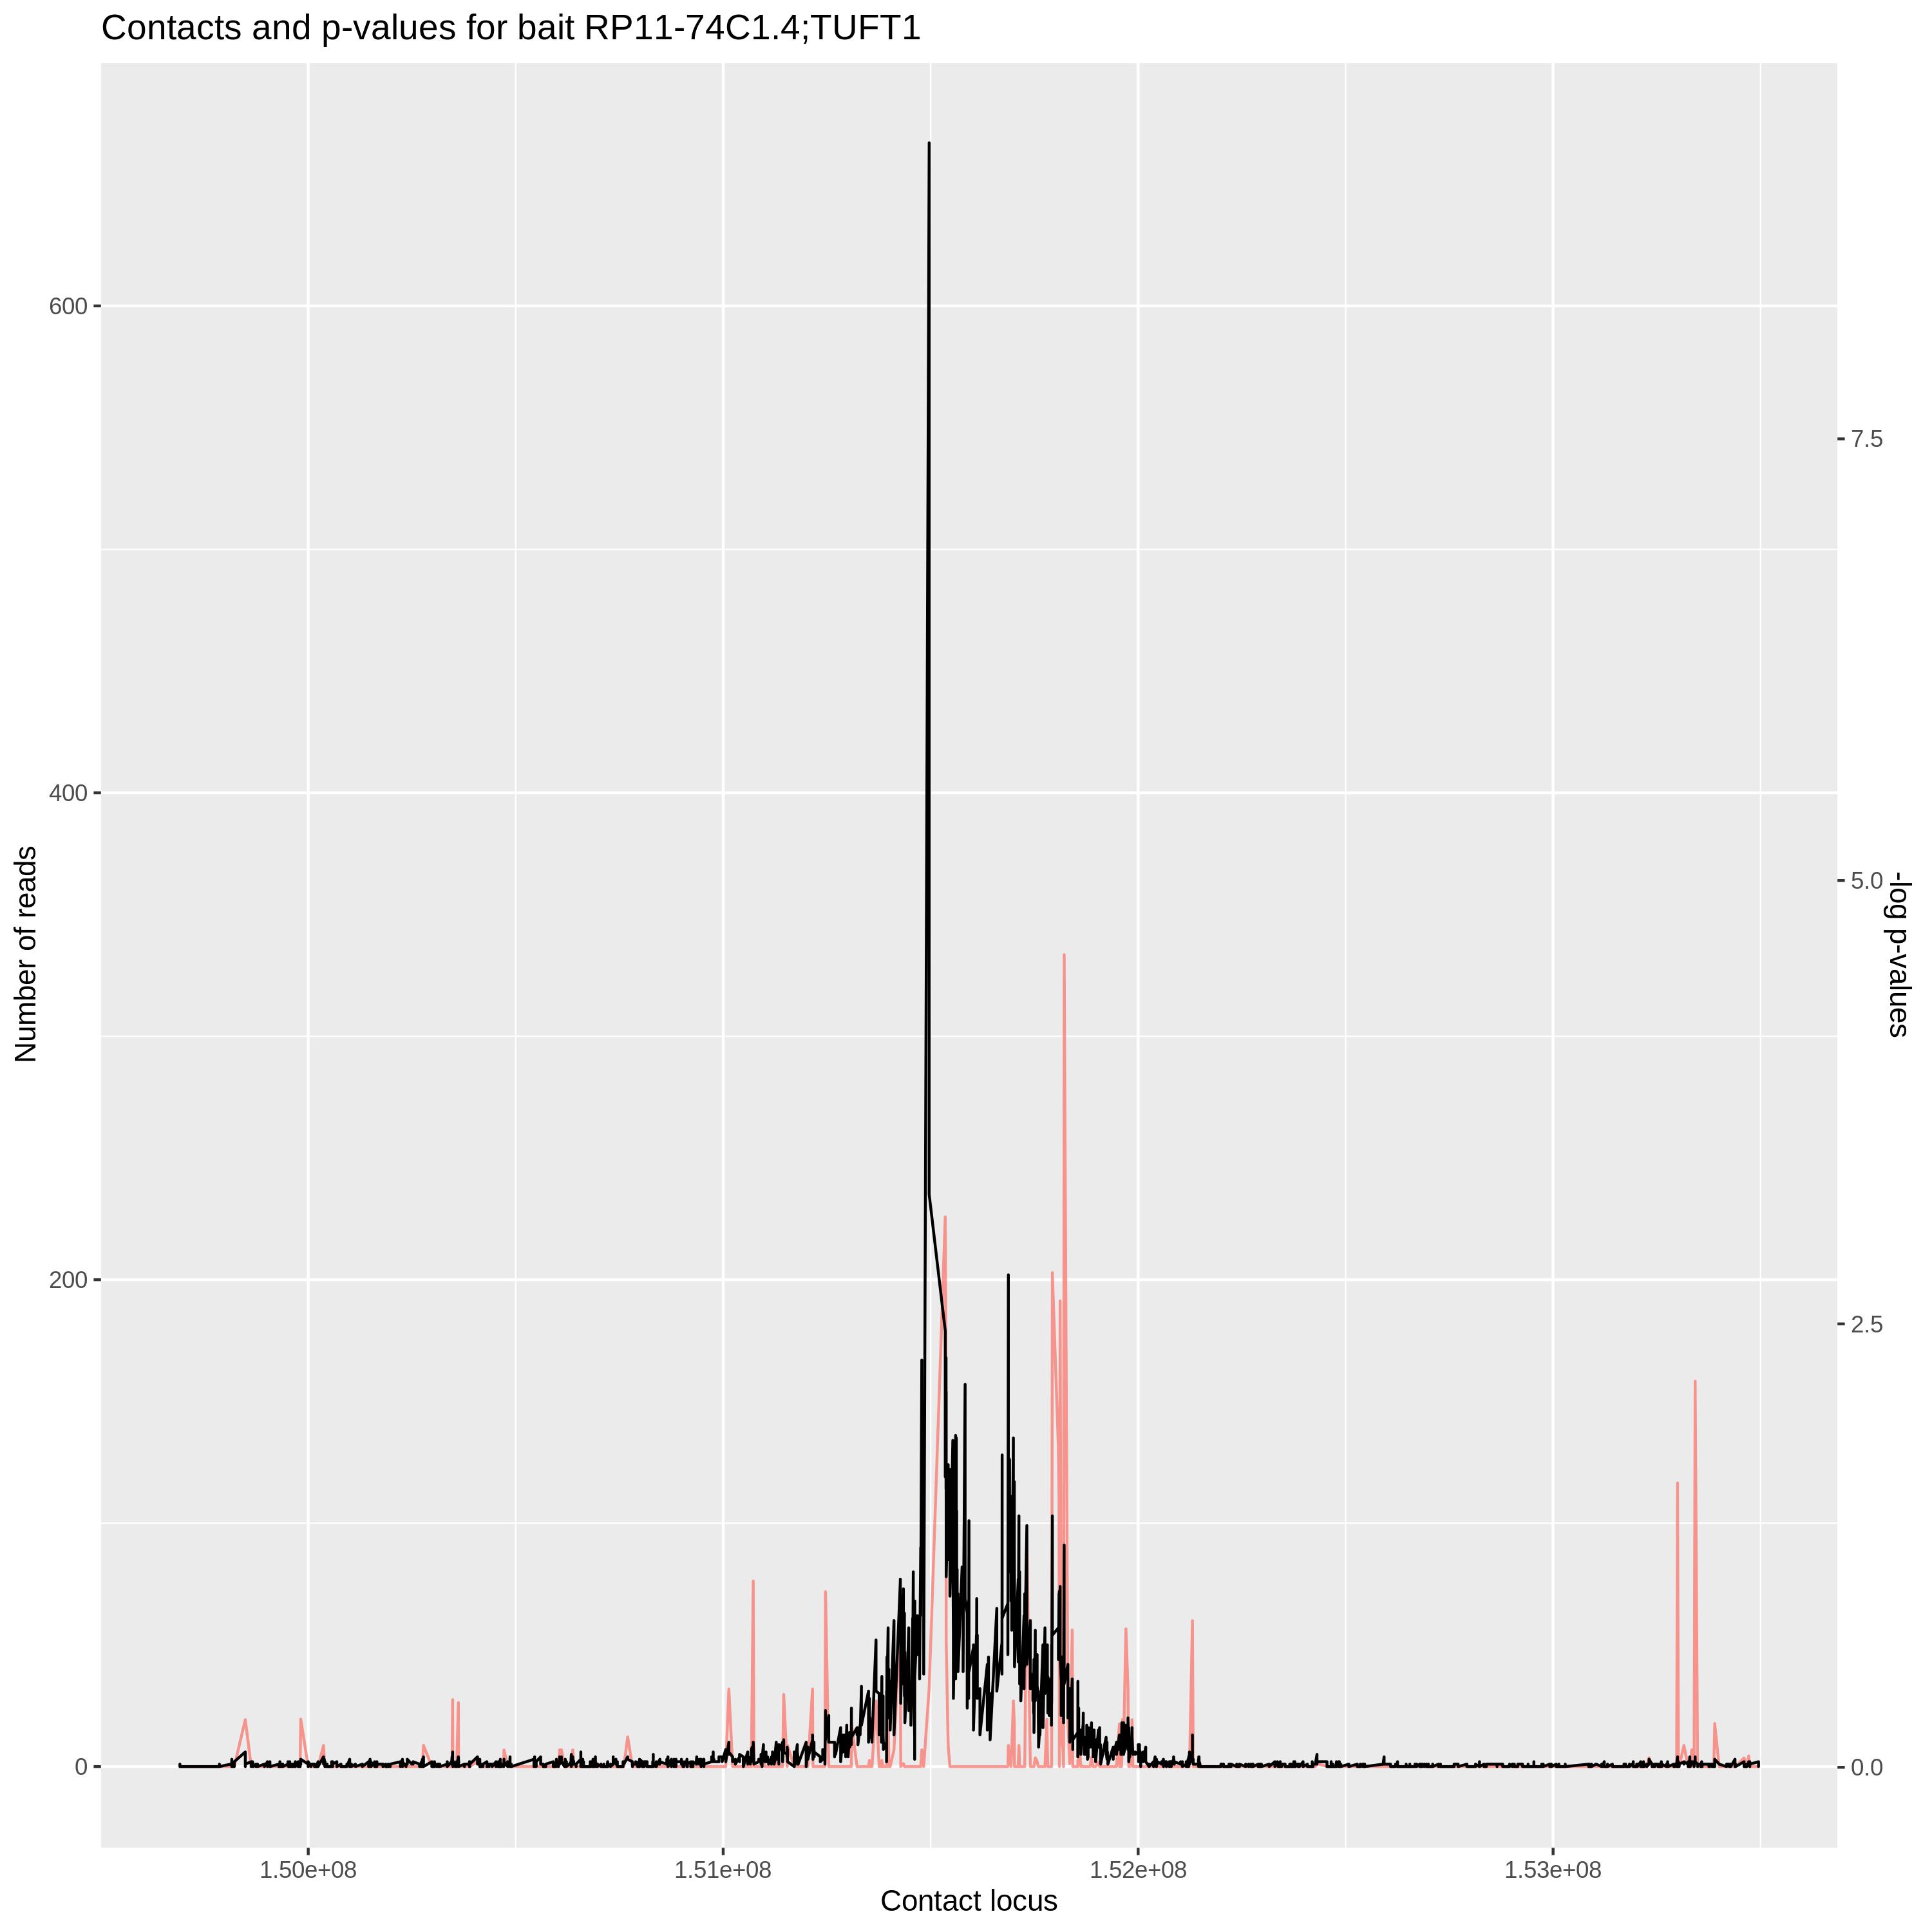 Contacts and p-values for bait RP11-74C1.4;TUFT1
600
400
200
0
Number of reads
7.5
5.0
2.5
0.0
-log p-values
1.50e+08
1.51e+08
1.52e+08
1.53e+08
Contact locus